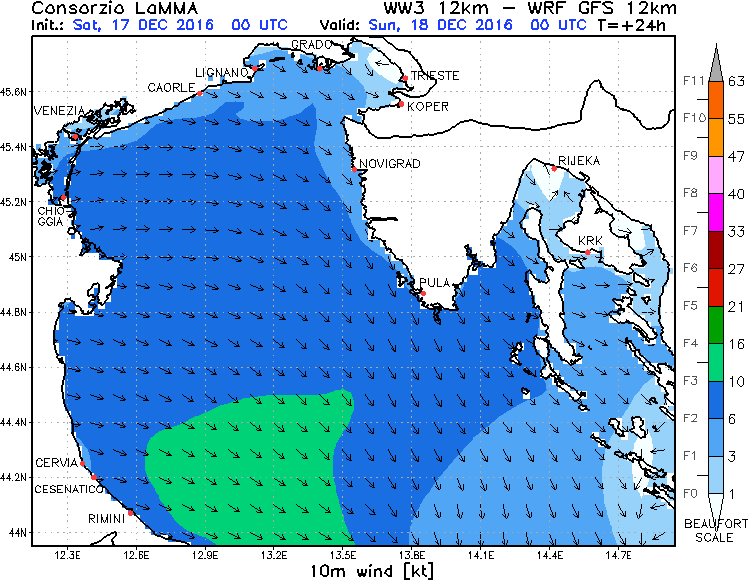 Consorzio LaMMA WW3 12km – WRF GFS 12km
Init.: Sat, 17 DEC 2016 00 UTC Valid: Sun, 18 DEC 2016 00 UTC T=+24h
GRADO
LIGNANO
TRIESTE
CAORLE
KOPER
VENEZIA
NOVIGRAD
RIJEKA
CHIO-
GGIA
KRK
PULA
CERVIA
CESENATICO
RIMINI
45.6N
45.4N
45.2N
45N
44.8N
44.6N
44.4N
44.2N
44N
12.3E 12.6E 12.9E 13.2E 13.5E 13.8E 14.1E 14.4E 14.7E
10m wind [kt]
F11 63
F10 55
F9 47
F8 40
F7 33
F6 27
F5 21
F4 16
F3 10
F2 6
F1 3
F0 1
BEAUFORT
SCALE